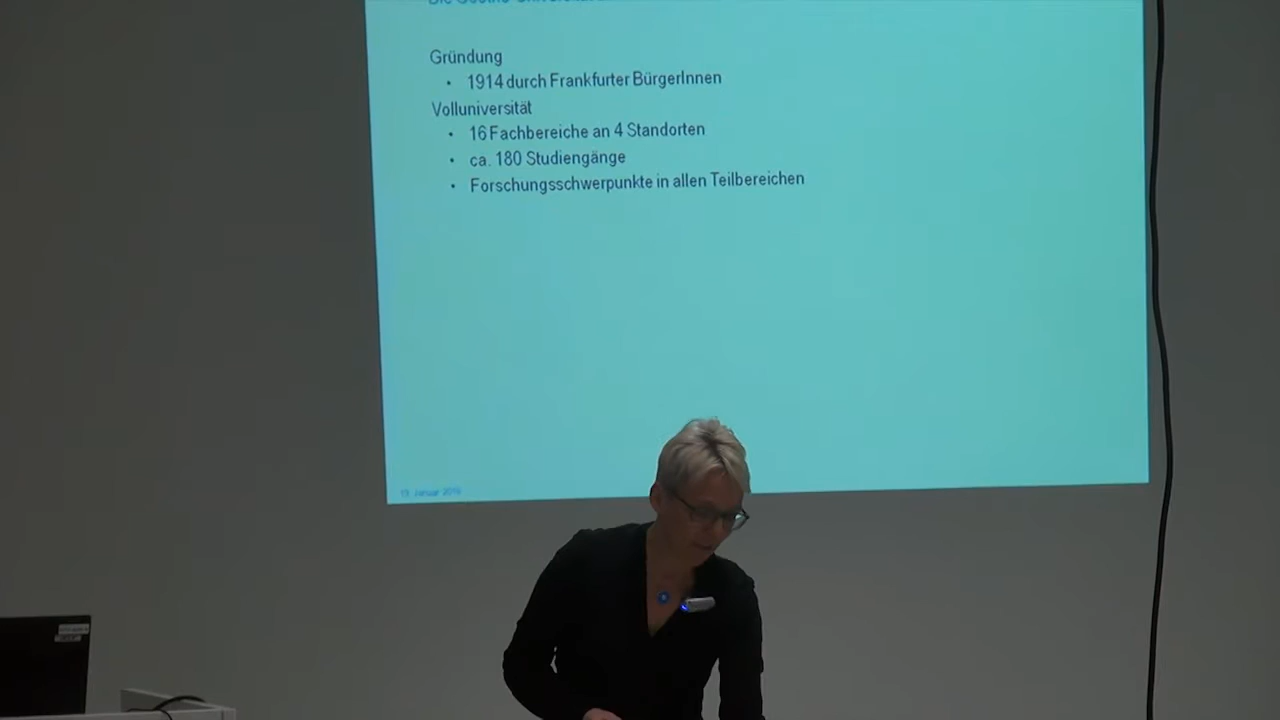 Gründung
• 1914 durch Frankfurter BürgerInnen
Volluniversität
• 16 Fachbereiche an 4 Standorten
• ca. 180 Studiengänge
• Forschungsschwerpunkte in allen Teilbereichen